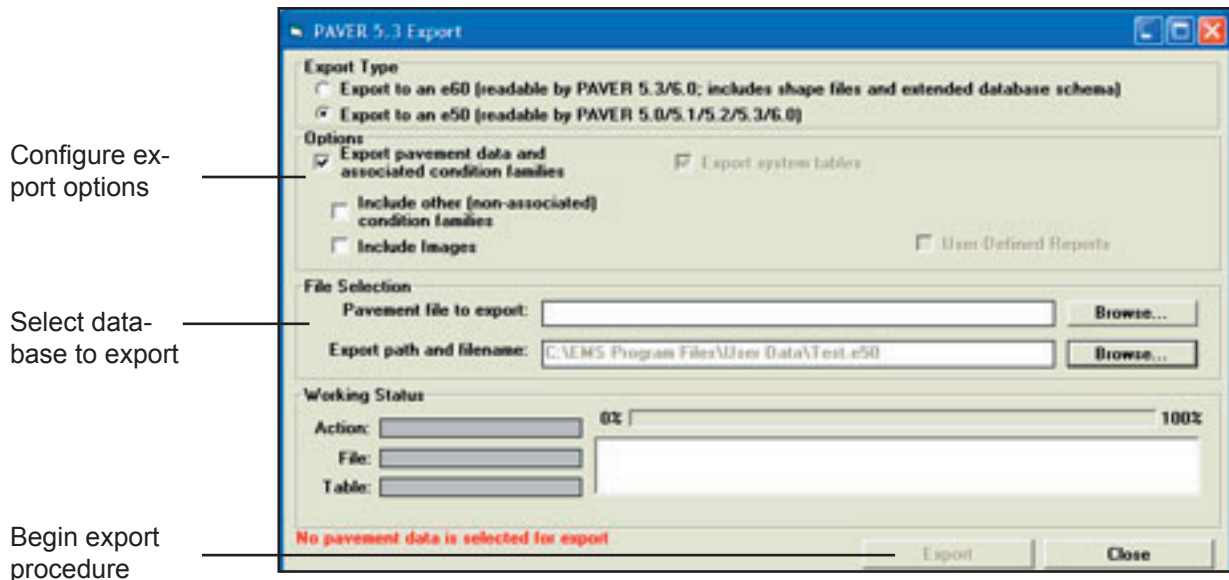 PAVER 5.3 Export
Export Type
Export to an e60 (readable by PAVER 5.3/6.0; includes shape files and extended database schema)
Export to an e50 (readable by PAVER 5.0/5.1/5.2/5.3/6.0)
Options
Export pavement data and
associated condition families
Export system tables
Configure ex-
port options
Include other (non-associated)
condition families
Include Images
User Defined Reports
File Selection
Pavement file to export:
Browse...
Select data-
base to export
Export path and filename:
C:\EMS Program Files\User Data\Test.e50
Browse...
Working Status
0%
100%
Action:
File:
Table:
No pavement data is selected for export
Begin export
procedure
Export
Close